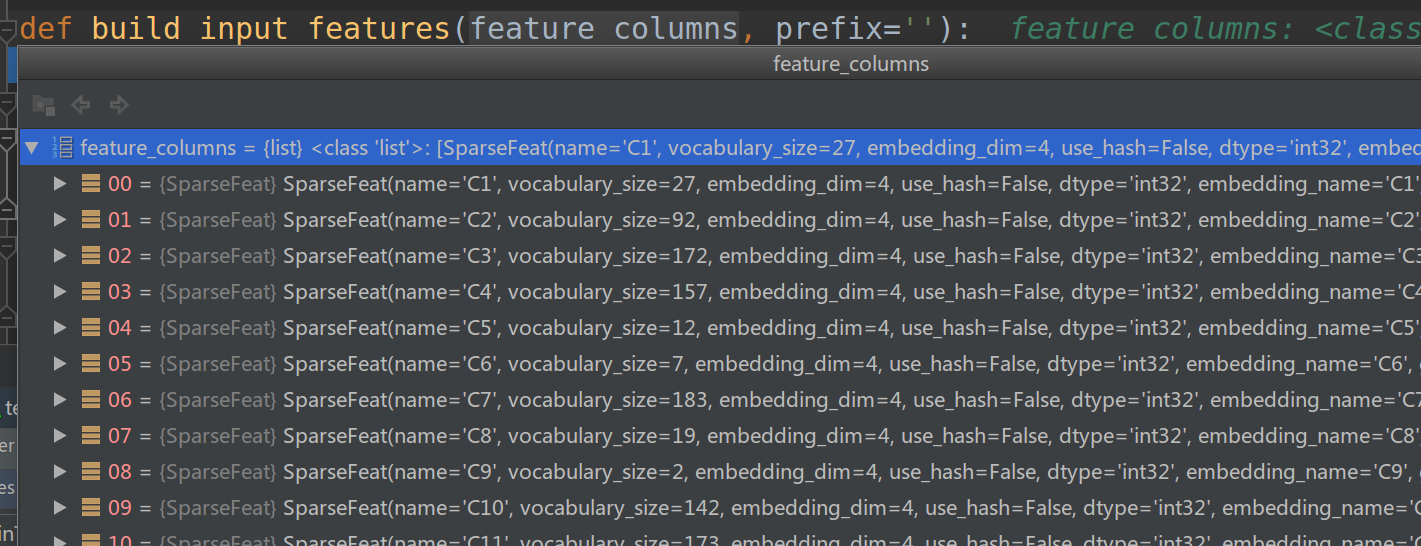 def build_input_features(feature_columns, prefix=''): feature_columns: <class
feature_columns
feature_columns = {list} <class 'list'>: [SparseFeat(name='C1', vocabulary_size=27, embedding_dim=4, use_hash=False, dtype='int32', embed
00 = {SparseFeat} SparseFeat(name='C1', vocabulary_size=27, embedding_dim=4, use_hash=False, dtype='int32', embedding_name='C1'
01 = {SparseFeat} SparseFeat(name='C2', vocabulary_size=92, embedding_dim=4, use_hash=False, dtype='int32', embedding_name='C2'
02 = {SparseFeat} SparseFeat(name='C3', vocabulary_size=172, embedding_dim=4, use_hash=False, dtype='int32', embedding_name='C3
03 = {SparseFeat} SparseFeat(name='C4', vocabulary_size=157, embedding_dim=4, use_hash=False, dtype='int32', embedding_name='C4
04 = {SparseFeat} SparseFeat(name='C5', vocabulary_size=12, embedding_dim=4, use_hash=False, dtype='int32', embedding_name='C5'
05 = {SparseFeat} SparseFeat(name='C6', vocabulary_size=7, embedding_dim=4, use_hash=False, dtype='int32', embedding_name='C6',
te
06 = {SparseFeat} SparseFeat(name='C7', vocabulary_size=183, embedding_dim=4, use_hash=False, dtype='int32', embedding_name='C7
er
07 = {SparseFeat} SparseFeat(name='C8', vocabulary_size=19, embedding_dim=4, use_hash=False, dtype='int32', embedding_name='C8'
es
08 = {SparseFeat} SparseFeat(name='C9', vocabulary_size=2, embedding_dim=4, use_hash=False, dtype='int32', embedding_name='C9',
09 = {SparseFeat} SparseFeat(name='C10', vocabulary_size=142, embedding_dim=4, use_hash=False, dtype='int32', embedding_name='C
10 = {SparseFeat} SparseFeat(name='C11', vocabulary_size=173, embedding_dim=4, use_hash=False, dtype='int32', embedding_name='C